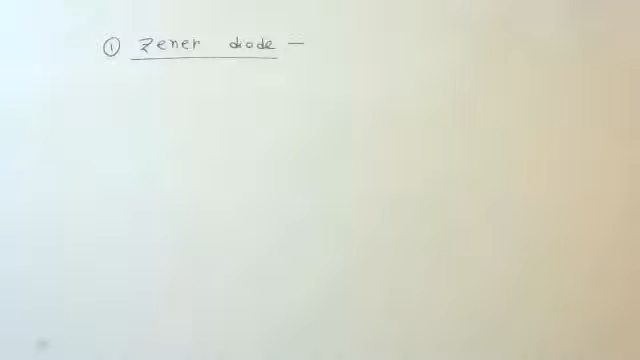 ① Zener diode —